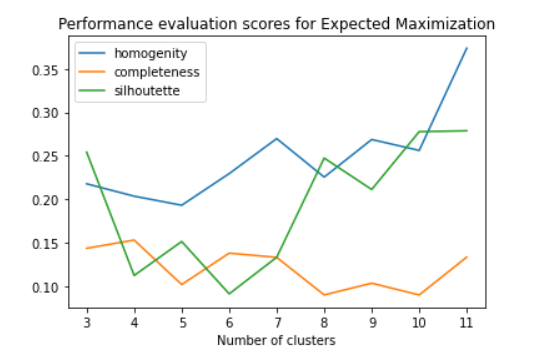 Performance evaluation scores for Expected Maximization
homogenity
completeness
silhoutette
0.35
0.30
0.25
0.20
0.15
0.10
3 4 5 6 7 8 9 10 11
Number of clusters